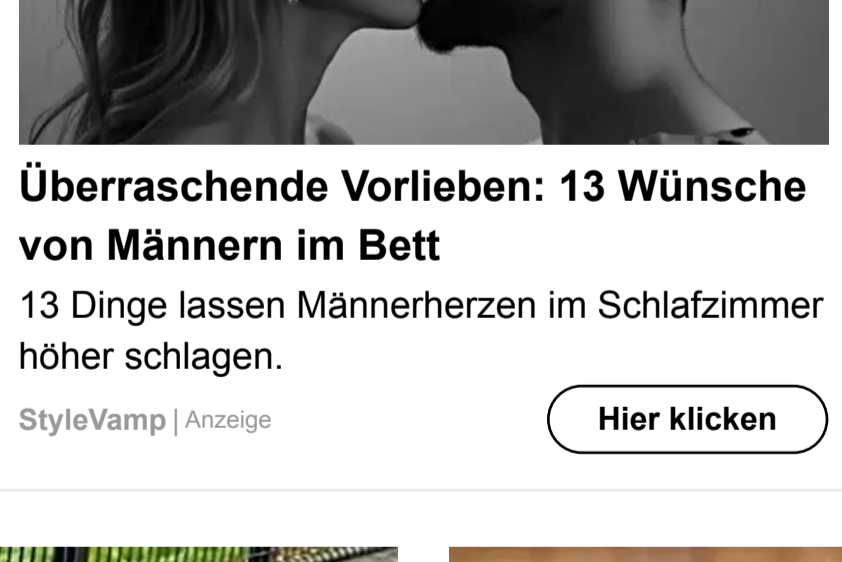 Überraschende Vorlieben: 13 Wünsche
von Männern im Bett
13 Dinge lassen Männerherzen im Schlafzimmer
höher schlagen.
StyleVamp | Anzeige
Hier klicken